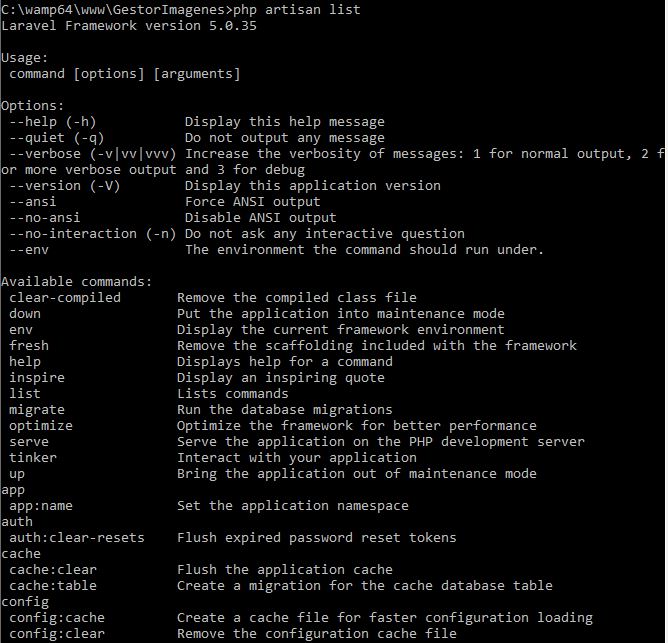 C:\wamp64\www\GestorImagenes>php artisan list
Laravel Framework version 5.0.35
Usage:
command [options] [arguments]
Options:
--help (-h) Display this help message
--quiet (-q) Do not output any message
--verbose (-v|vv|vvv) Increase the verbosity of messages: 1 for normal output, 2 f
or more verbose output and 3 for debug
--version (-V) Display this application version
--ansi Force ANSI output
--no-ansi Disable ANSI output
--no-interaction (-n) Do not ask any interactive question
--env The environment the command should run under.
Available commands:
clear-compiled Remove the compiled class file
down Put the application into maintenance mode
env Display the current framework environment
fresh Remove the scaffolding included with the framework
help Displays help for a command
inspire Display an inspiring quote
list Lists commands
migrate Run the database migrations
optimize Optimize the framework for better performance
serve Serve the application on the PHP development server
tinker Interact with your application
up Bring the application out of maintenance mode
app
app:name Set the application namespace
auth
auth:clear-resets Flush expired password reset tokens
cache
cache:clear Flush the application cache
cache:table Create a migration for the cache database table
config
config:cache Create a cache file for faster configuration loading
config:clear Remove the configuration cache file